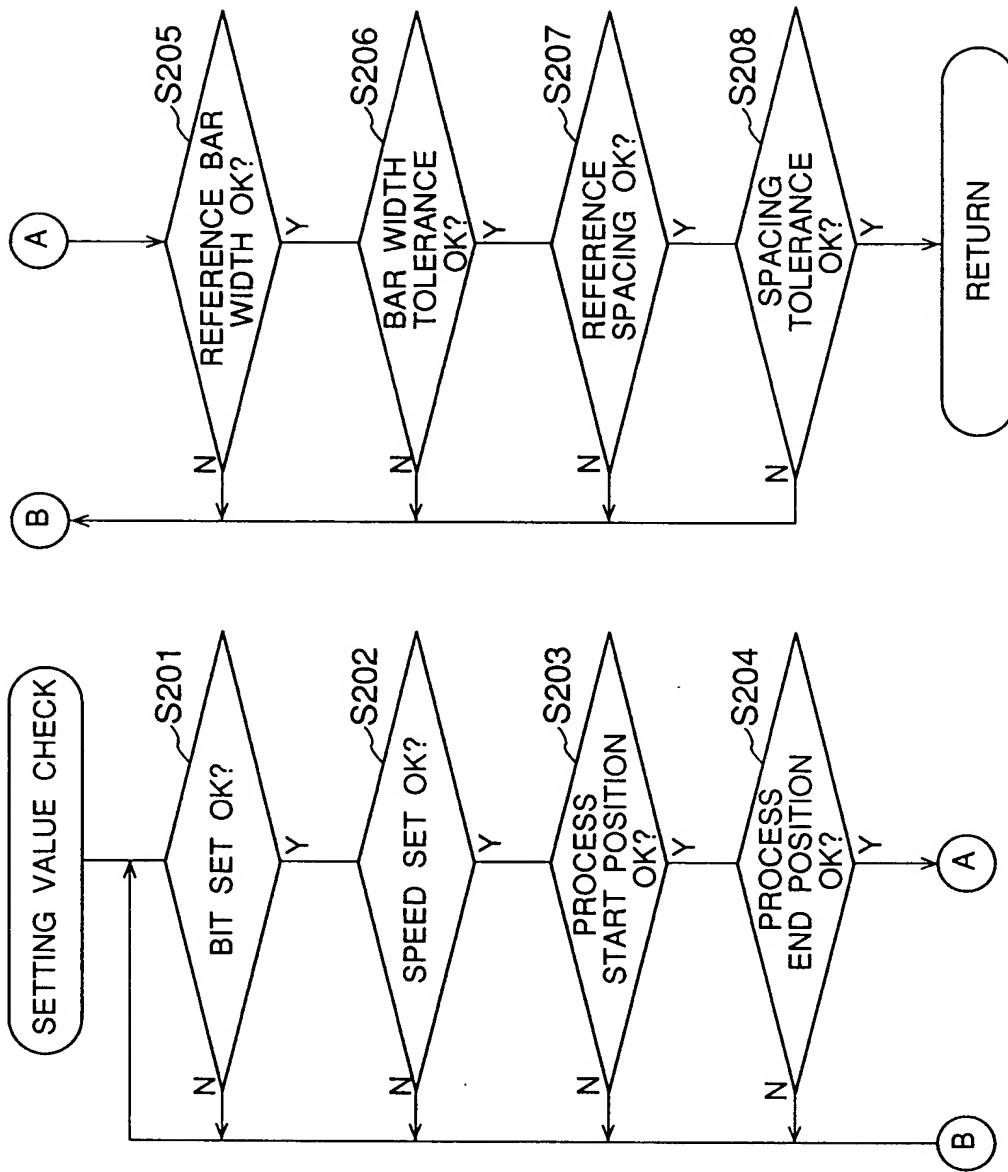 SETTING VALUE CHECK
S201
BIT SET OK?
N
Y
S202
SPEED SET OK?
N
Y
S203
PROCESS
START POSITION
OK?
N
Y
S204
PROCESS
END POSITION
OK?
N
Y
B
A
B
A
S205
REFERENCE BAR
WIDTH OK?
N
Y
S206
BAR WIDTH
TOLERANCE
OK?
N
Y
S207
REFERENCE
SPACING OK?
N
Y
S208
SPACING
TOLERANCE
OK?
N
Y
RETURN